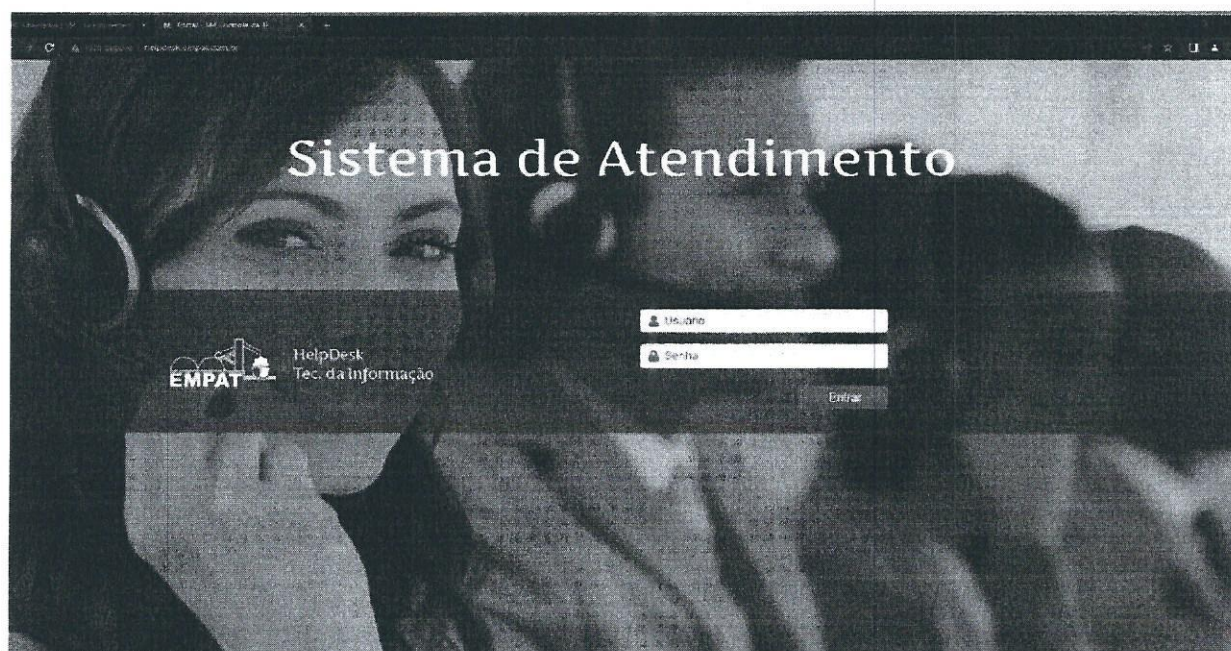 Sistema de Atendimento
Usuário
HelpDesk
Senha
EMPAT
Tec. da Informação
Entrar